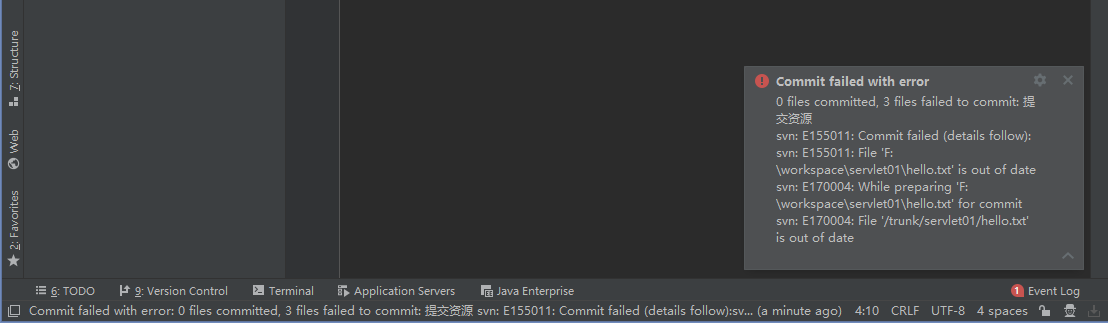 7: Structure
Web
2: Favorites
Commit failed with error
0 files committed, 3 files failed to commit: 提
交资源
svn: E155011: Commit failed (details follow):
svn: E155011: File 'F:
\workspace\servlet01\hello.txt' is out of date
svn: E170004: While preparing 'F:
\workspace\servlet01\hello.txt' for commit
svn: E170004: File '/trunk/servlet01/hello.txt'
is out of date
6: TODO 9: Version Control Terminal Application Servers Java Enterprise 1 Event Log
Commit failed with error: 0 files committed, 3 files failed to commit: 提交资源 svn: E155011: Commit failed (details follow):sv... (a minute ago) 4:10 CRLF UTF-8 4 spaces